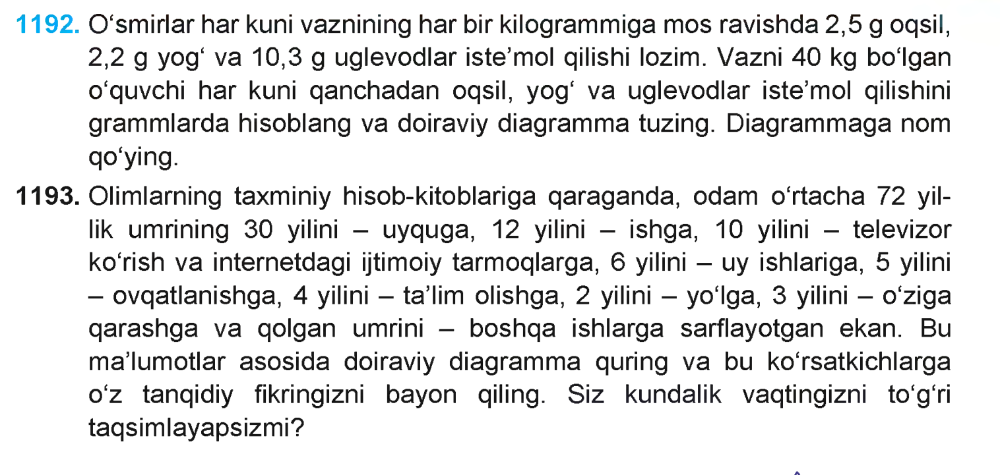 1192. O‘smirlar har kuni vaznining har bir kilogrammiga mos ravishda 2,5 g oqsil,
2,2 g yog‘ va 10,3 g uglevodlar iste’mol qilishi lozim. Vazni 40 kg bo‘lgan
o‘quvchi har kuni qanchadan oqsil, yog‘ va uglevodlar iste’mol qilishini
grammlarda hisoblang va doiraviy diagramma tuzing. Diagrammaga nom
qo‘ying.
1193. Olimlarning taxminiy hisob-kitoblariga qaraganda, odam o‘rtacha 72 yil-
lik umrining 30 yilini – uyquga, 12 yilini – ishga, 10 yilini – televizor
ko‘rish va internetdagi ijtimoiy tarmoqlarga, 6 yilini – uy ishlariga, 5 yilini
– ovqatlanishga, 4 yilini – ta’lim olishga, 2 yilini – yo‘lga, 3 yilini – o‘ziga
qarashga va qolgan umrini – boshqa ishlarga sarflayotgan ekan. Bu
ma’lumotlar asosida doiraviy diagramma quring va bu ko‘rsatkichlarga
o‘z tanqidiy fikringizni bayon qiling. Siz kundalik vaqtingizni to‘g‘ri
taqsimlayapsizmi?